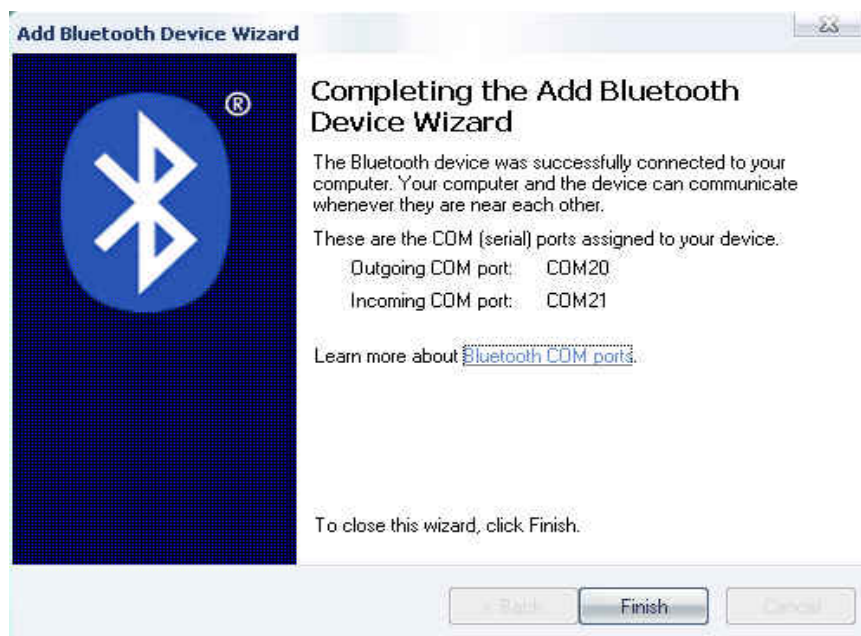 Add Bluetooth Device Wizard
®
Completing the Add Bluetooth
Device Wizard
The Bluetooth device was successfully connected to your
computer. Your computer and the device can communicate
whenever they are near each other.
These are the COM (serial) ports assigned to your device.
Outgoing COM port: COM20
Incoming COM port: COM21
Learn more about Bluetooth COM ports.
To close this wizard, click Finish.
< Back Finish Cancel